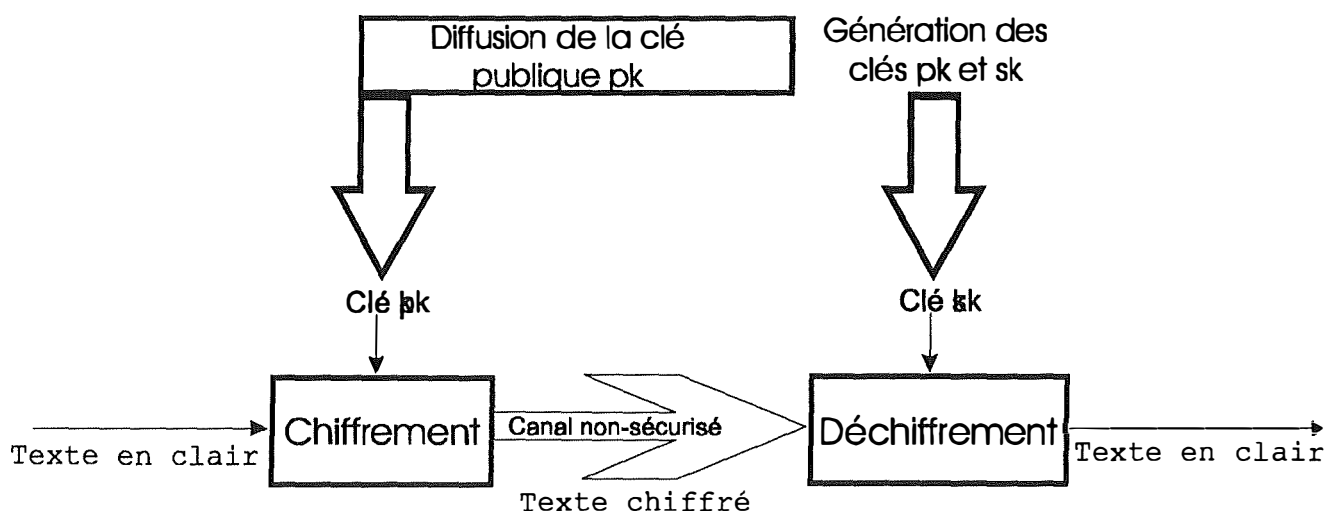 Diffusion de la clé
publique pk
Génération des
clés pk et sk
Clé pk
Clé sk
Chiffrement
Canal non-sécurisé
Déchiffrement
Texte en clair
Texte en clair
Texte chiffré